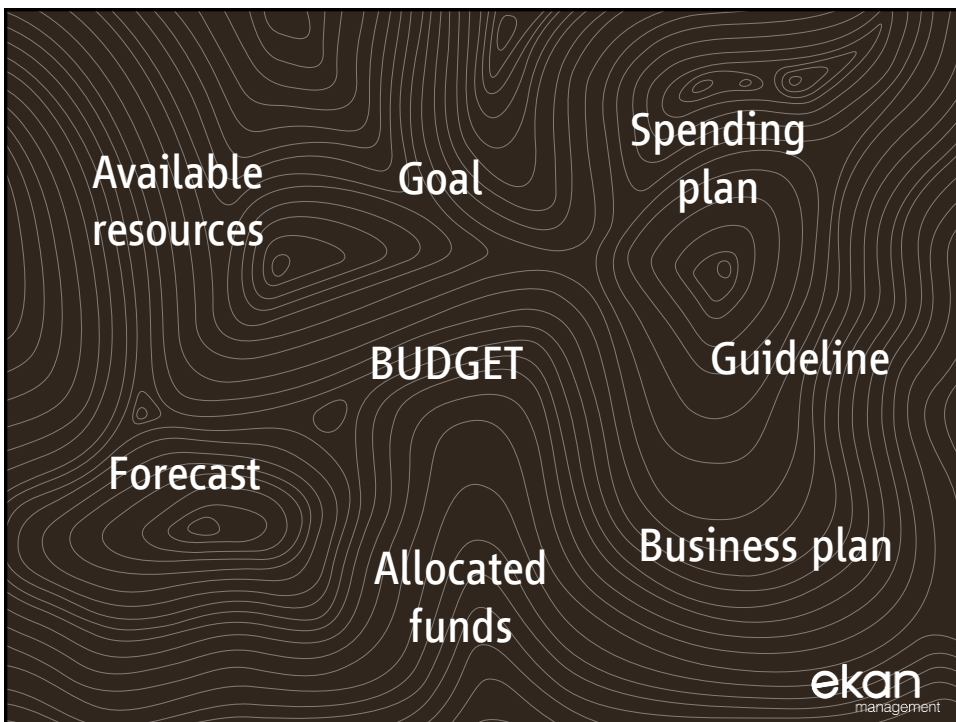 Spending
plan
Available
resources
Goal
BUDGET
Guideline
Forecast
Allocated
funds
Business plan
ekan
management